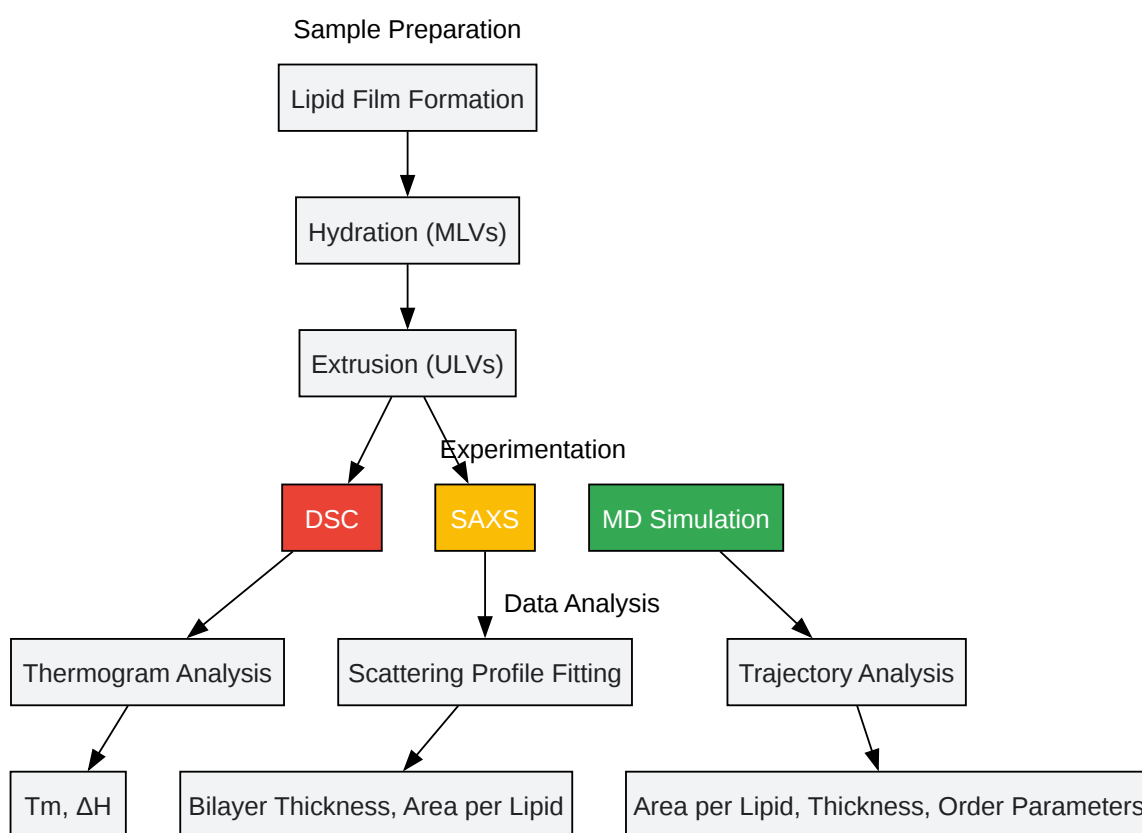 Sample Preparation
Lipid Film Formation
Hydration (MLVs)
Extrusion (ULVs)
Experimentation
DSC
SAXS
MD Simulation
Data Analysis
Thermogram Analysis
Scattering Profile Fitting
Trajectory Analysis
Tm, ΔH
Bilayer Thickness, Area per Lipid
Area per Lipid, Thickness, Order Parameters